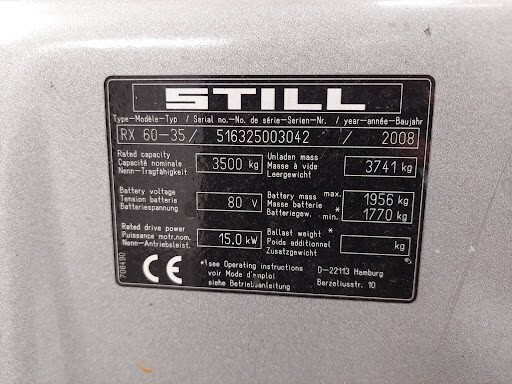 STILL
Type-Modèle-Typ / Serial no.-No. de série-Serien-Nr. / year-année-Baujahr
RX 60-35/ 516325003042 / 2008
Rated capacity
Capacité nominale
Nenn-Tragfähigkeit
3500 kg
Unladen mass
Masse à vide
Leergewicht
3741 kg
Battery voltage
Tension batterie
Batteriespannung
80 V
Battery mass max. 1956 kg
Masse batterie *
Batteriegew. min. 1770 kg
Rated drive power
Puissance motr.nom.
Nenn-Antriebsleist.
15.0 kW
Ballast weight *
Poids additionnel
Zusatzgewicht
kg
708490
CE
*)see Operating instructions
voir Mode d'emploi
siehe Betriebsanleitung
D-22113 Hamburg
Berzeliusstr. 10